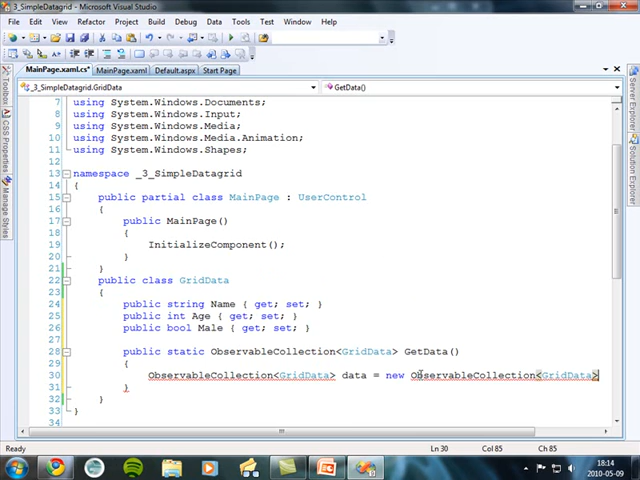 3_SimpleDatagrid - Microsoft Visual Studio
File Edit View Refactor Project Build Debug Data Tools Test Window Help
MainPage.xaml.cs* MainPage.xaml Default.aspx Start Page
_3_SimpleDatagrid.GridData GetData()
7 using System.Windows.Documents;
8 using System.Windows.Input;
9 using System.Windows.Media;
10 using System.Windows.Media.Animation;
11 using System.Windows.Shapes;
12
13 namespace _3_SimpleDatagrid
14 {
15 public partial class MainPage : UserControl
16 {
17 public MainPage()
18 {
19 InitializeComponent();
20 }
21 }
22 public class GridData
23 {
24 public string Name { get; set; }
25 public int Age { get; set; }
26 public bool Male { get; set; }
27
28 public static ObservableCollection<GridData> GetData()
29 {
30 ObservableCollection<GridData> data = new ObservableCollection<GridData>
31 }
32 }
33 }
34
Toolbox
CSS Properties
Manage Styles
Server Explorer
Solution Explorer
Ln 30 Col 85 Ch 85 INS
18:14
2010-05-09